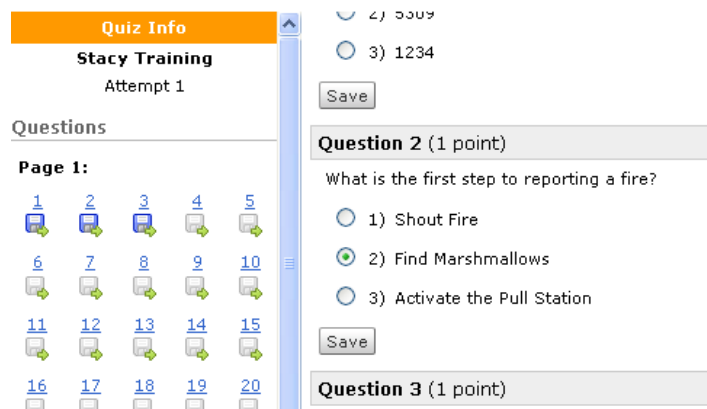 Quiz Info
Stacy Training
Attempt 1
Questions
Page 1:
1 2 3 4 5
6 7 8 9 10
11 12 13 14 15
16 17 18 19 20
2) 5309
3) 1234
Save
Question 2 (1 point)
What is the first step to reporting a fire?
1) Shout Fire
2) Find Marshmallows
3) Activate the Pull Station
Save
Question 3 (1 point)